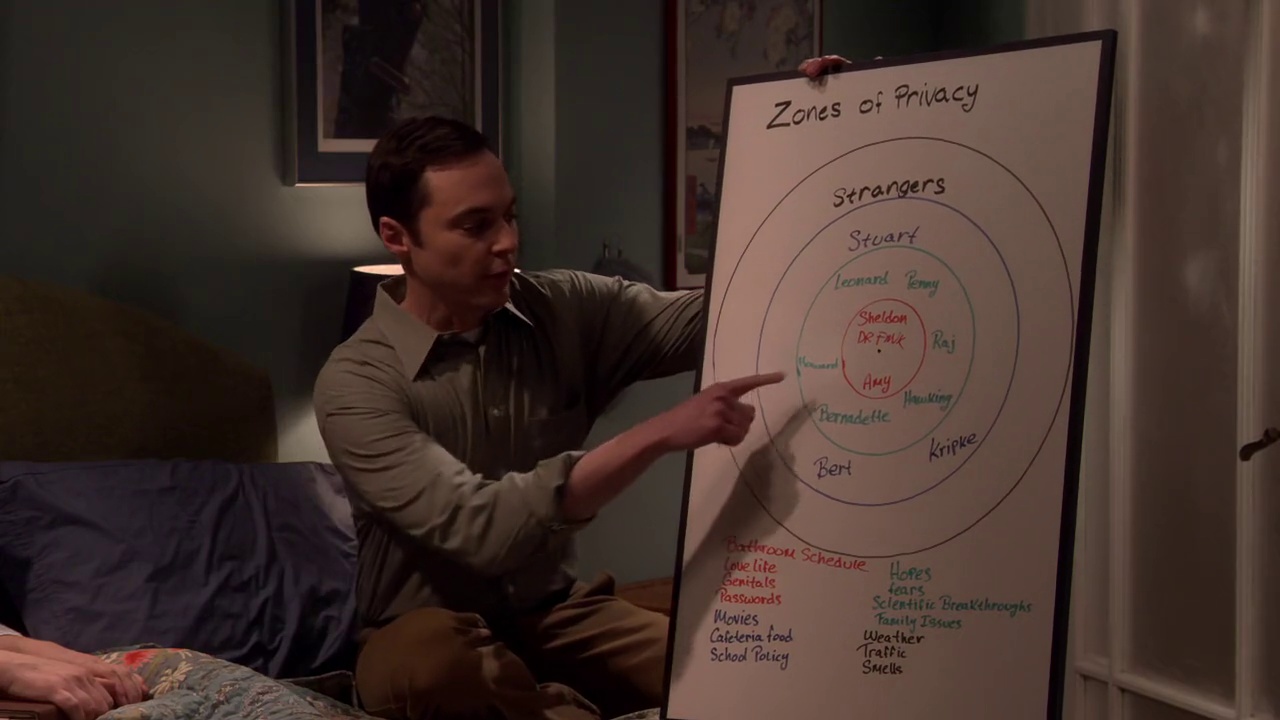 Zones of Privacy
Strangers
Stuart
Leonard Penny
Sheldon
DR. Fink
Raj
Howard
Amy
Hawking
Bernadette
Kripke
Bert
Bathroom Schedule
Love life
Genitals
Passwords
Movies
Cafeteria food
School Policy
Hopes
fears
Scientific Breakthroughs
Family Issues
Weather
Traffic
Smells